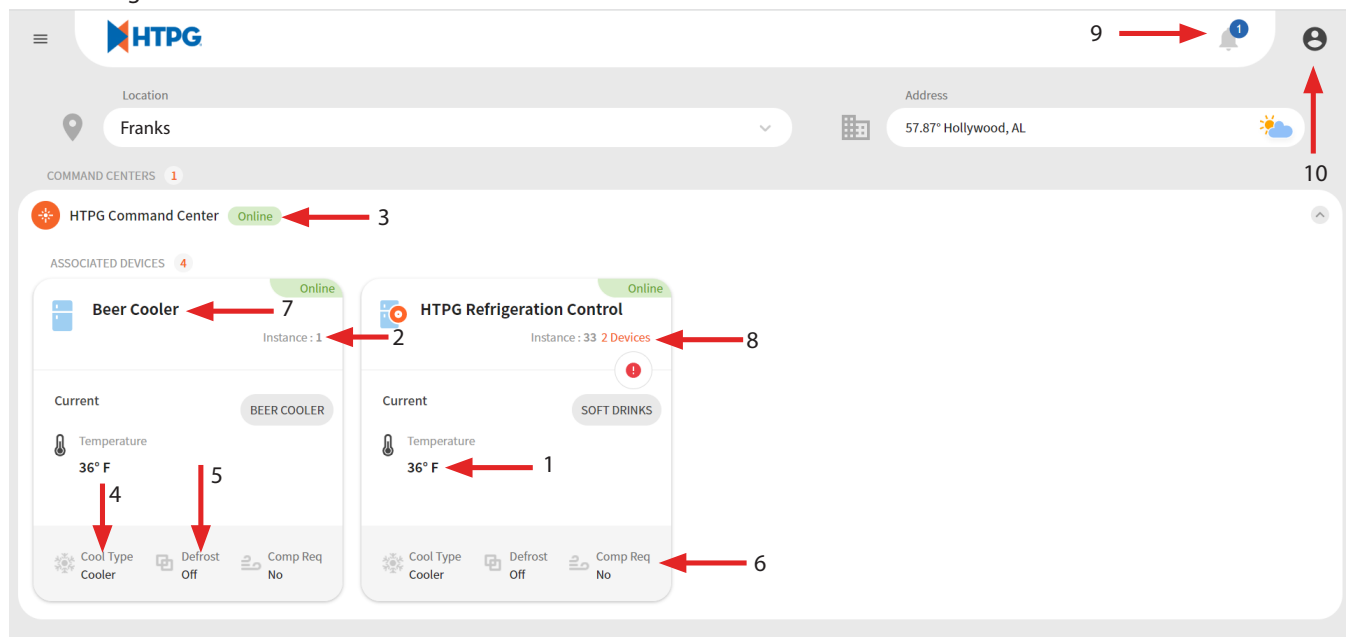 HTPG
1
9
Location
Address
Franks
57.87° Hollywood, AL
10
COMMAND CENTERS 1
HTPG Command Center Online
3
ASSOCIATED DEVICES 4
Online
Beer Cooler
7
Instance : 1
2
Current
BEER COOLER
Temperature
36° F
4
5
Cool Type
Cooler
Defrost
Off
Comp Req
No
Online
HTPG Refrigeration Control
Instance : 33 2 Devices
8
Current
SOFT DRINKS
Temperature
36° F
1
Cool Type
Cooler
Defrost
Off
Comp Req
No
6